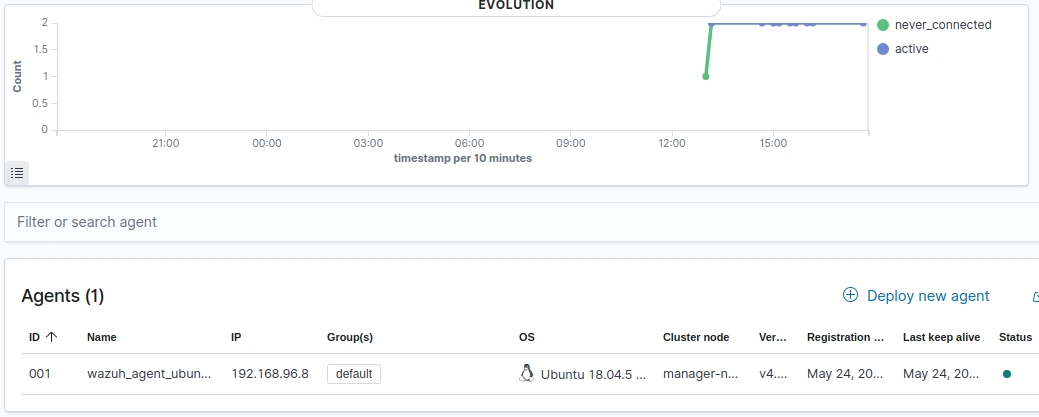 EVOLUTION
2
1.5
1
0.5
0
Count
21:00 00:00 03:00 06:00 09:00 12:00 15:00
timestamp per 10 minutes
never_connected
active
Filter or search agent
Agents (1)
Deploy new agent
ID Name IP Group(s) OS Cluster node Ver... Registration ... Last keep alive Status
001 wazuh_agent_ubun... 192.168.96.8 default Ubuntu 18.04.5 ... manager-n... v4.... May 24, 20... May 24, 20...